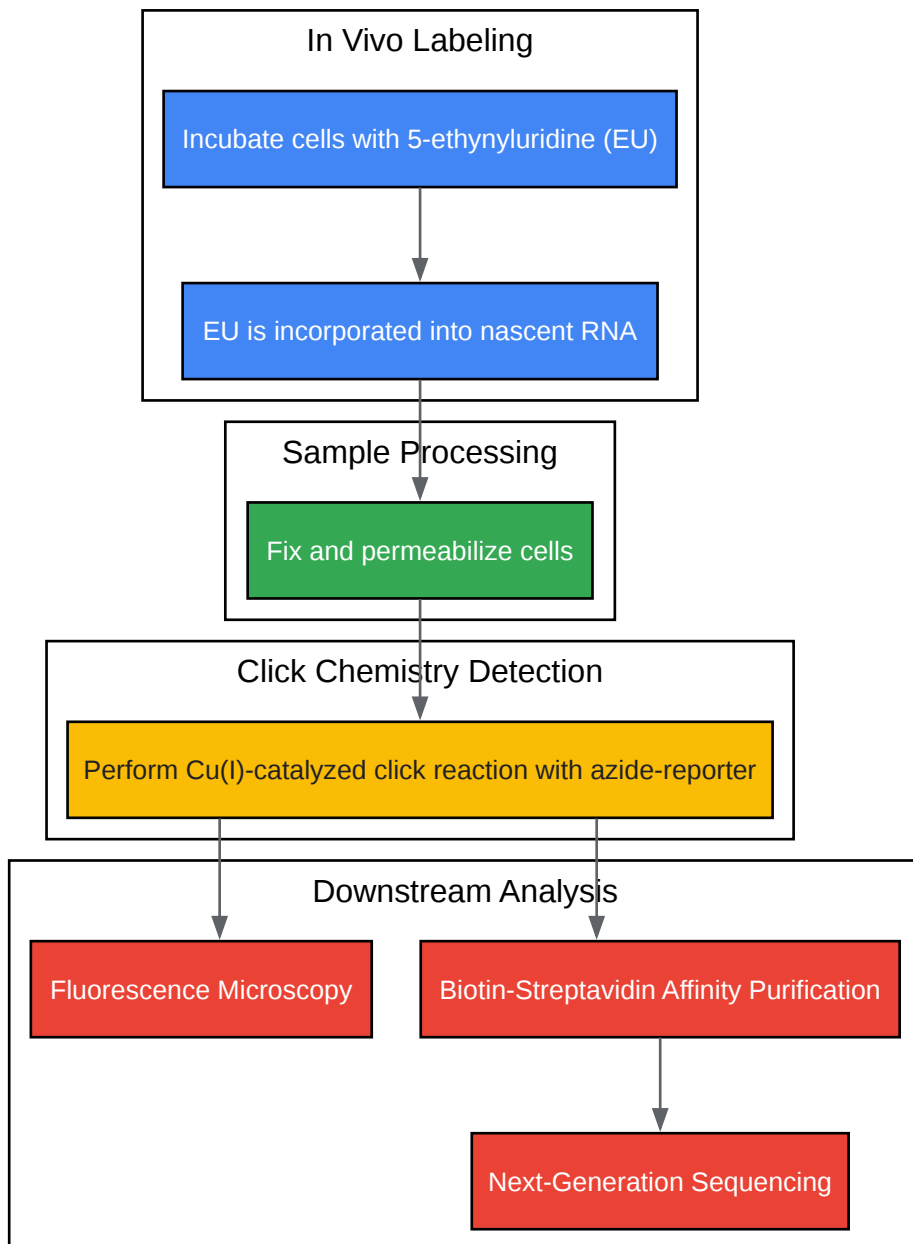 In Vivo Labeling
Incubate cells with 5-ethynyluridine (EU)
EU is incorporated into nascent RNA
Sample Processing
Fix and permeabilize cells
Click Chemistry Detection
Perform Cu(I)-catalyzed click reaction with azide-reporter
Downstream Analysis
Fluorescence Microscopy
Biotin-Streptavidin Affinity Purification
Next-Generation Sequencing